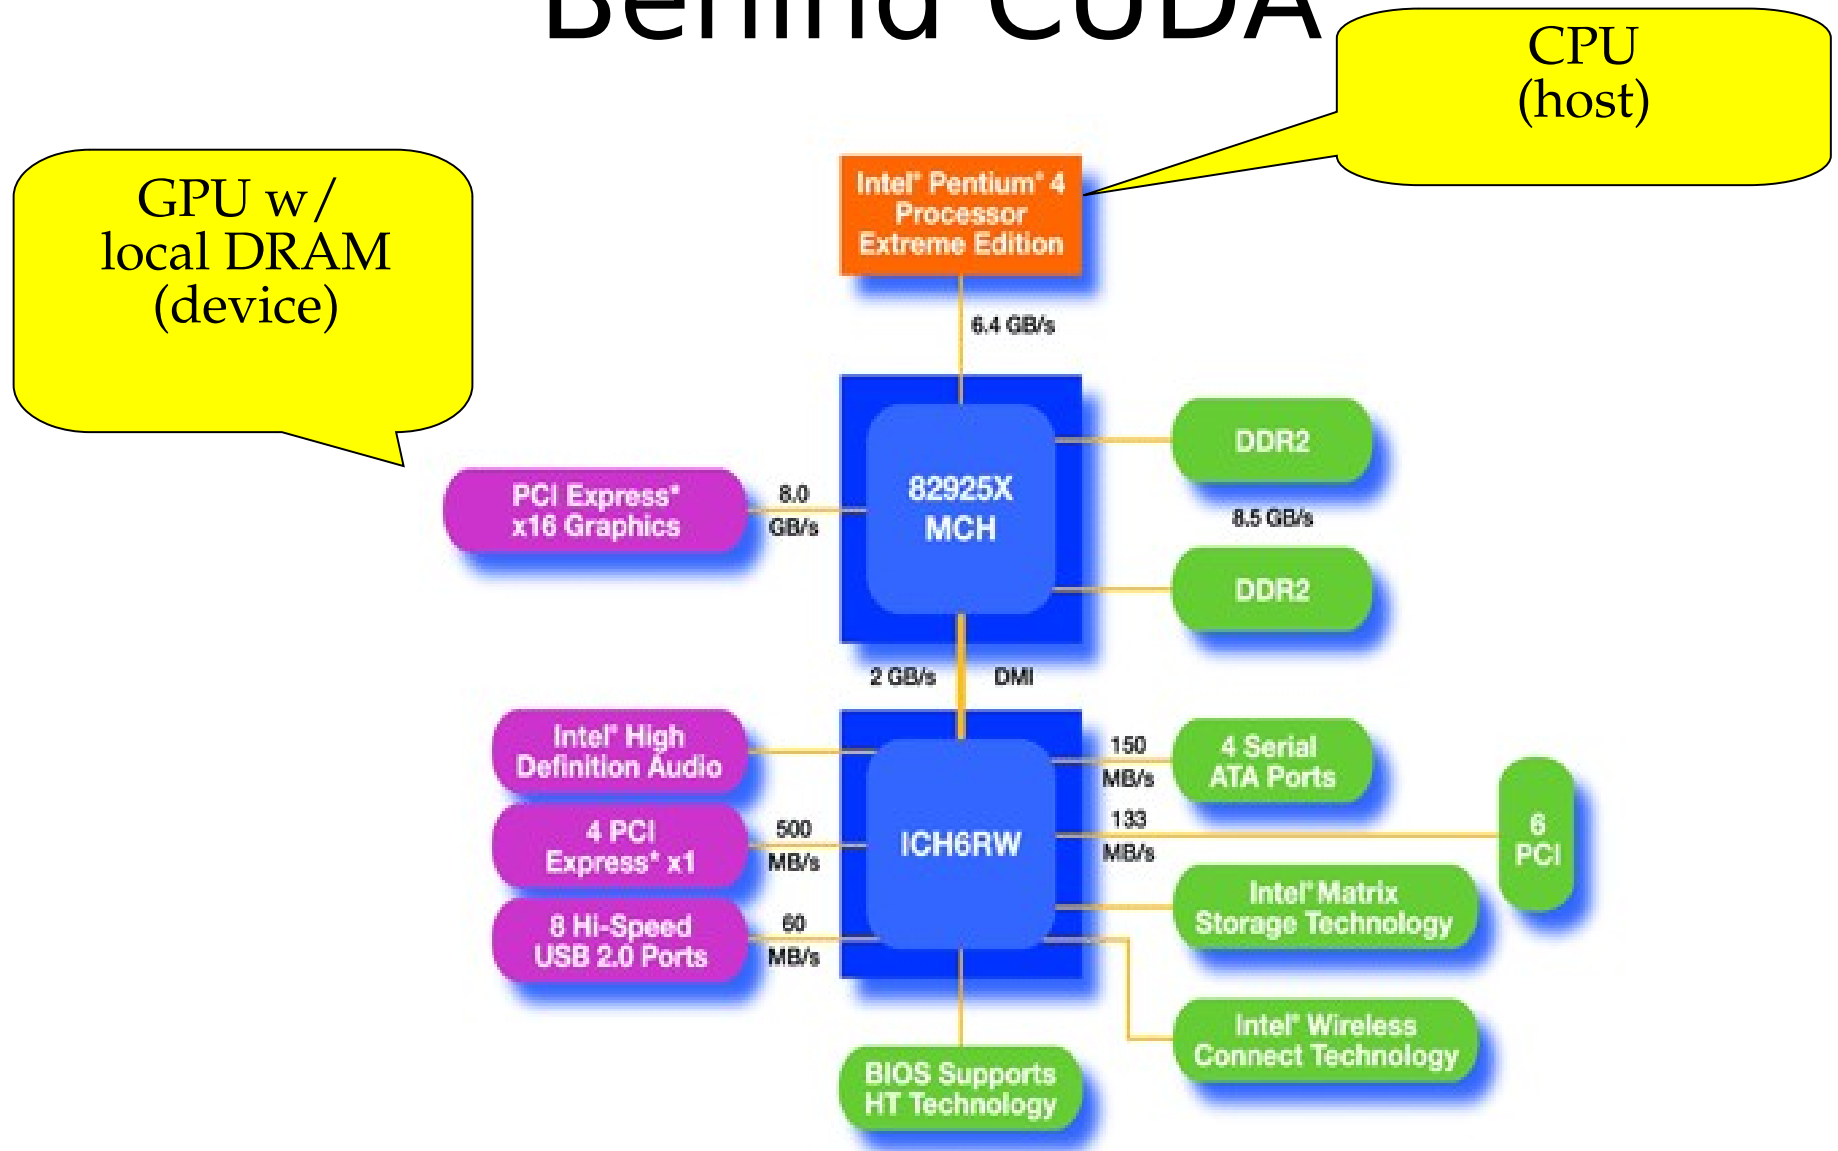 Behind CUDA
CPU
(host)
GPU w/
local DRAM
(device)
Intel® Pentium® 4
Processor
Extreme Edition
6.4 GB/s
82925X
MCH
DDR2
8.5 GB/s
DDR2
PCI Express*
x16 Graphics
8.0
GB/s
2 GB/s
DMI
Intel® High
Definition Audio
4 PCI
Express* x1
500
MB/s
8 Hi-Speed
USB 2.0 Ports
60
MB/s
ICH6RW
150
MB/s
4 Serial
ATA Ports
133
MB/s
6
PCI
Intel® Matrix
Storage Technology
Intel® Wireless
Connect Technology
BIOS Supports
HT Technology